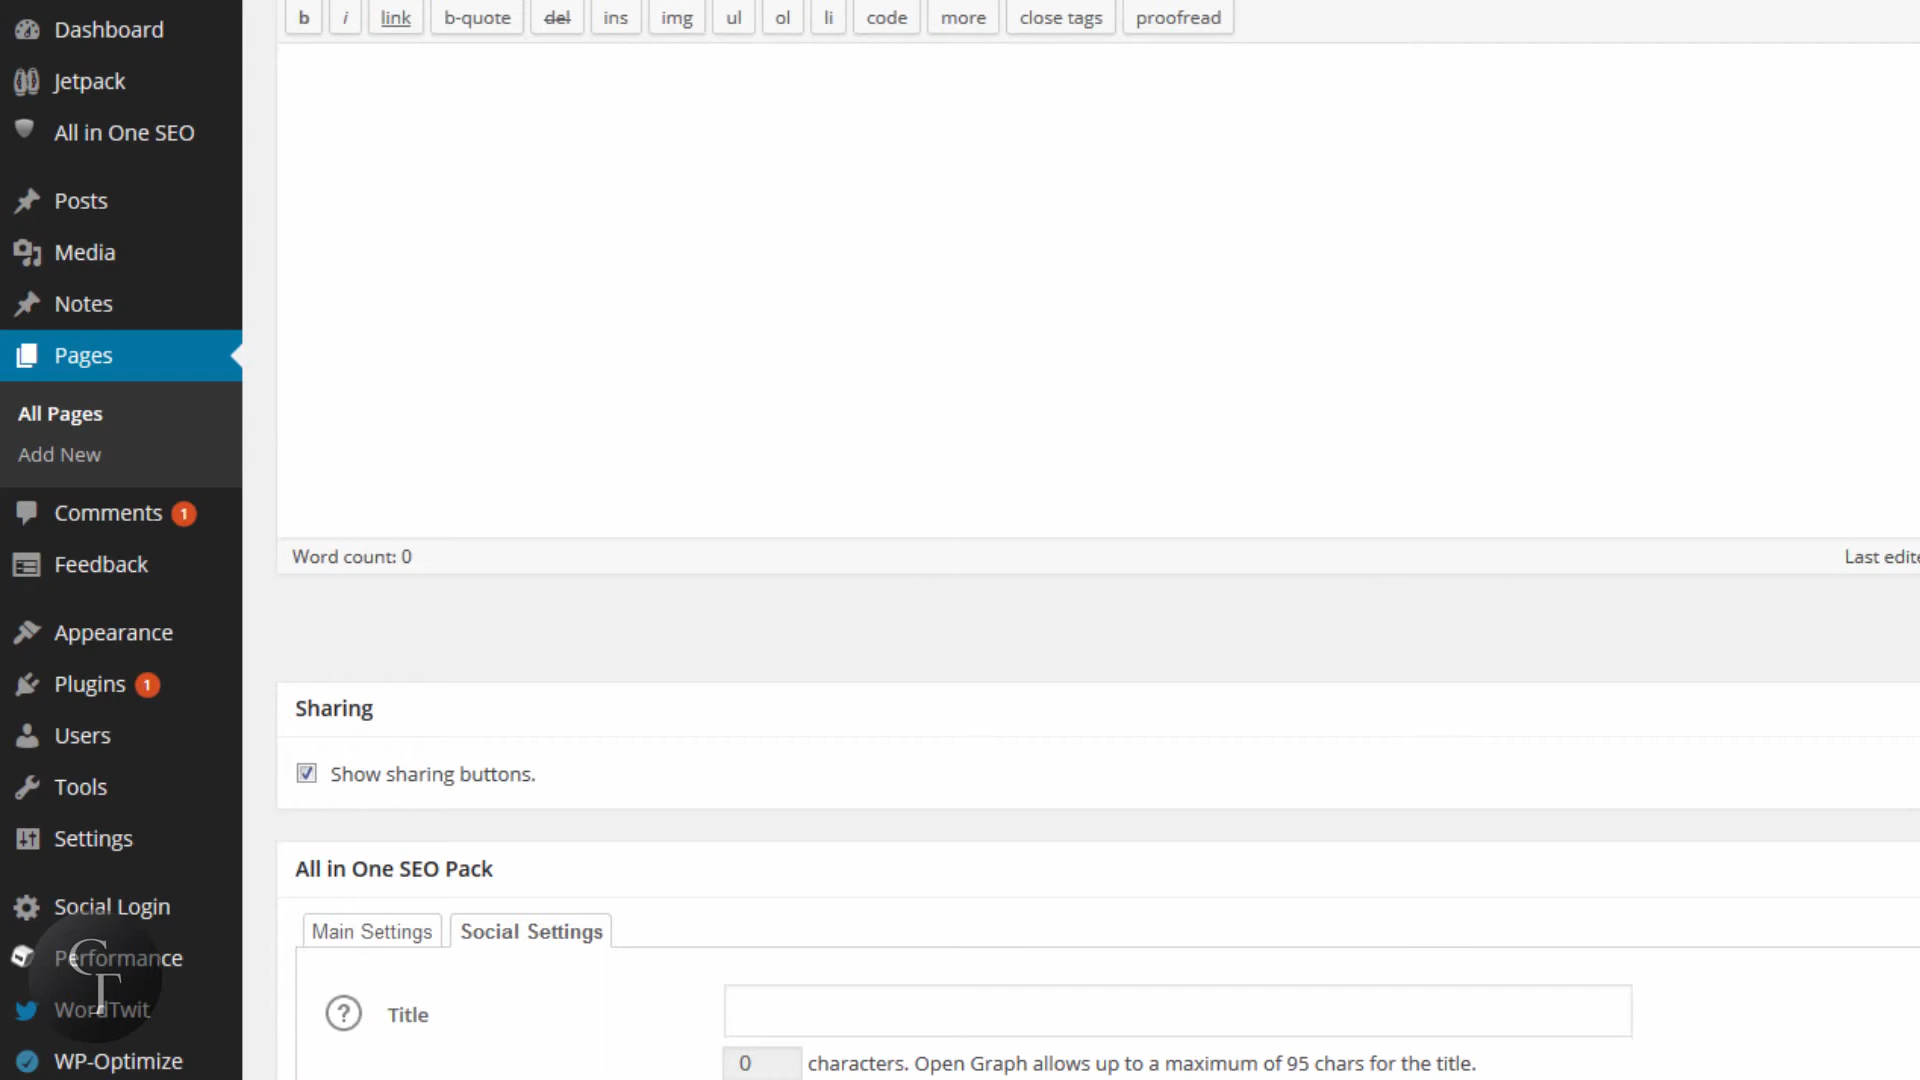 Dashboard
Jetpack
All in One SEO
Posts
Media
Notes
Pages
All Pages
Add New
Comments 1
Feedback
Appearance
Plugins 1
Users
Tools
Settings
Social Login
Performance
WordTwit
WP-Optimize
b i link b-quote del ins img ul ol li code more close tags proofread
Word count: 0
Last edite
Sharing
Show sharing buttons.
All in One SEO Pack
Main Settings Social Settings
? Title
0 characters. Open Graph allows up to a maximum of 95 chars for the title.
CT